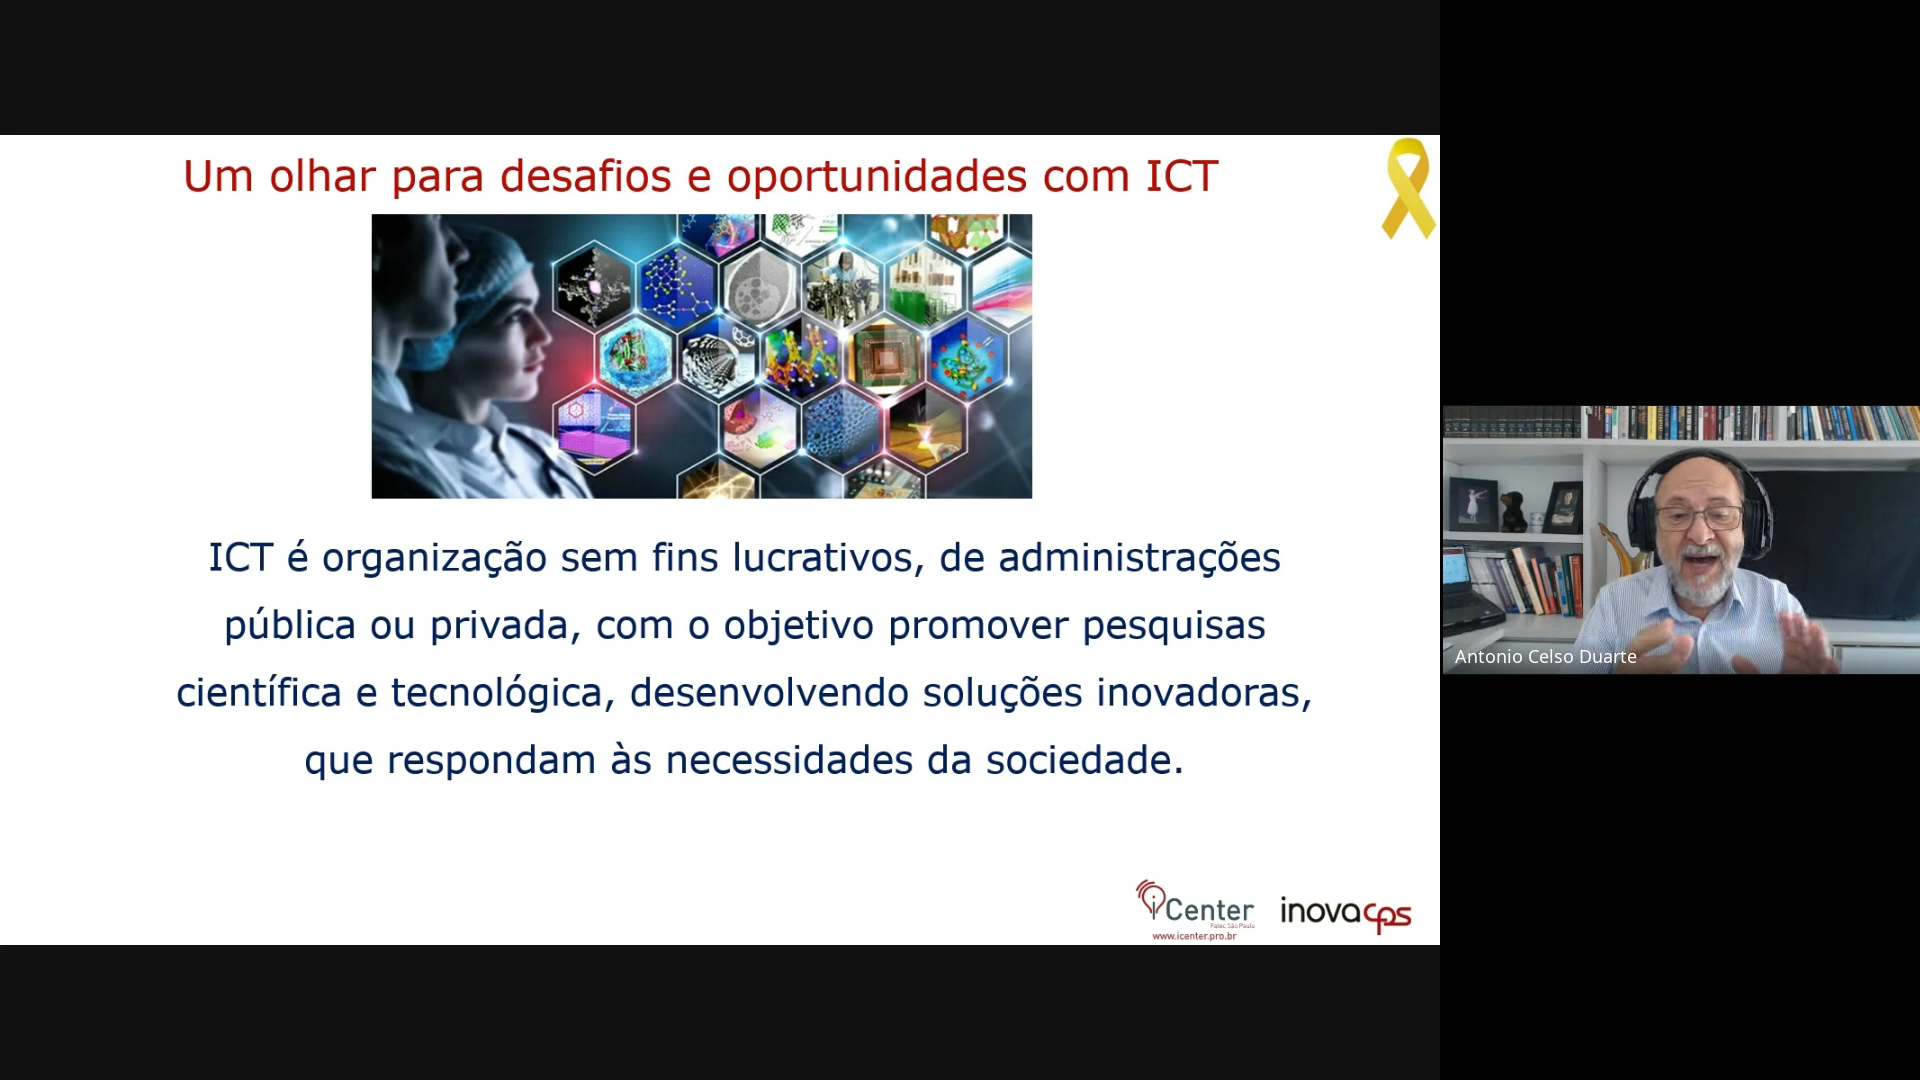 Um olhar para desafios e oportunidades com ICT
ICT é organização sem fins lucrativos, de administrações
pública ou privada, com o objetivo promover pesquisas
científica e tecnológica, desenvolvendo soluções inovadoras,
que respondam às necessidades da sociedade.
iCenter
Fatec São Paulo
www.icenter.pro.br
inovacps
Antonio Celso Duarte